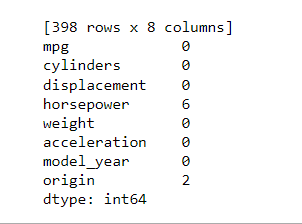 [398 rows x 8 columns]
mpg 0
cylinders 0
displacement 0
horsepower 6
weight 0
acceleration 0
model_year 0
origin 2
dtype: int64